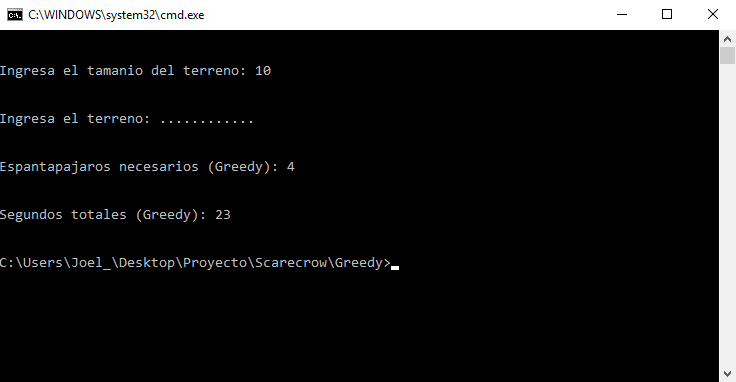 C:\WINDOWS\system32\cmd.exe
Ingresa el tamanio del terreno: 10
Ingresa el terreno: ............
Espantapajaros necesarios (Greedy): 4
Segundos totales (Greedy): 23
C:\Users\Joel_\Desktop\Proyecto\Scarecrow\Greedy>